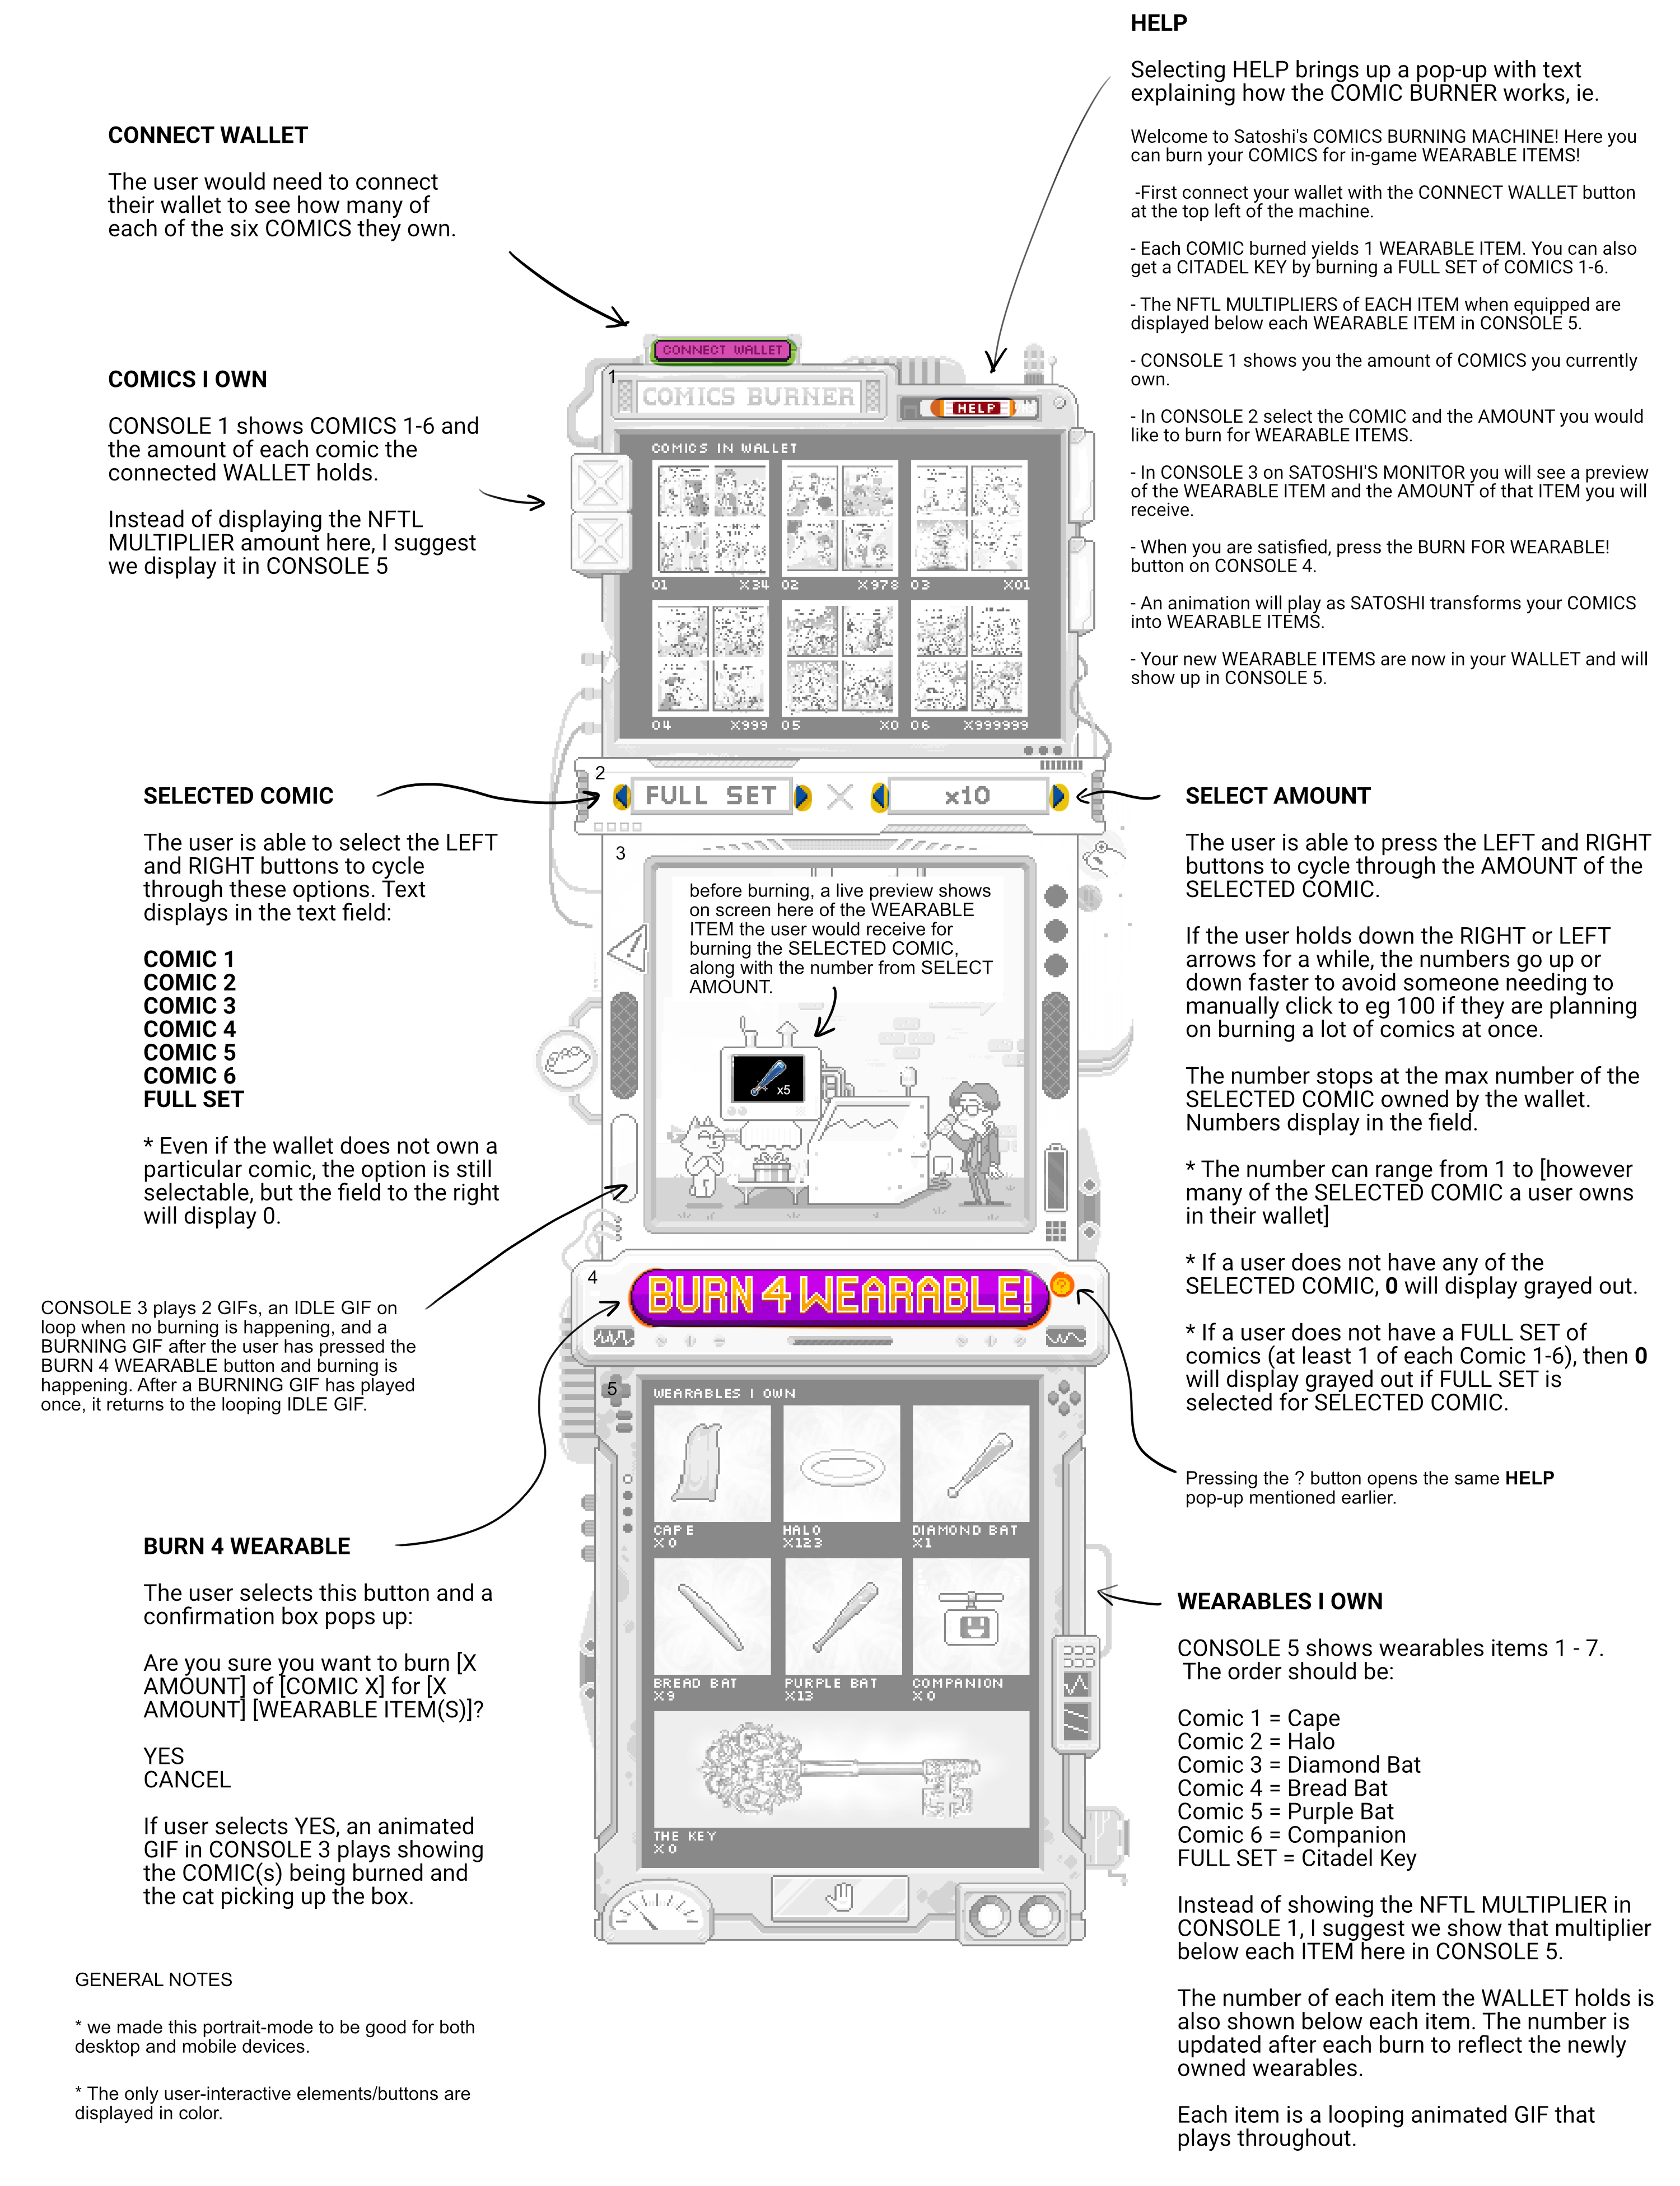 HELP
Selecting HELP brings up a pop-up with text
explaining how the COMIC BURNER works, ie.
Welcome to Satoshi's COMICS BURNING MACHINE! Here you
can burn your COMICS for in-game WEARABLE ITEMS!
-First connect your wallet with the CONNECT WALLET button
at the top left of the machine.
- Each COMIC burned yields 1 WEARABLE ITEM. You can also
get a CITADEL KEY by burning a FULL SET of COMICS 1-6.
- The NFTL MULTIPLIERS of EACH ITEM when equipped are
displayed below each WEARABLE ITEM in CONSOLE 5.
- CONSOLE 1 shows you the amount of COMICS you currently
own.
- In CONSOLE 2 select the COMIC and the AMOUNT you would
like to burn for WEARABLE ITEMS.
- In CONSOLE 3 on SATOSHI'S MONITOR you will see a preview
of the WEARABLE ITEM and the AMOUNT of that ITEM you will
receive.
- When you are satisfied, press the BURN FOR WEARABLE!
button on CONSOLE 4.
- An animation will play as SATOSHI transforms your COMICS
into WEARABLE ITEMS.
- Your new WEARABLE ITEMS are now in your WALLET and will
show up in CONSOLE 5.
CONNECT WALLET
The user would need to connect
their wallet to see how many of
each of the six COMICS they own.
COMICS I OWN
CONSOLE 1 shows COMICS 1-6 and
the amount of each comic the
connected WALLET holds.
Instead of displaying the NFTL
MULTIPLIER amount here, I suggest
we display it in CONSOLE 5
CONNECT WALLET
1
COMICS BURNER
HELP
COMICS IN WALLET
01 X34 02 X978 03 X01
04 X999 05 X0 06 X999999
2
FULL SET X x10
SELECTED COMIC
The user is able to select the LEFT
and RIGHT buttons to cycle
through these options. Text
displays in the text field:
COMIC 1
COMIC 2
COMIC 3
COMIC 4
COMIC 5
COMIC 6
FULL SET
* Even if the wallet does not own a
particular comic, the option is still
selectable, but the field to the right
will display 0.
SELECT AMOUNT
The user is able to press the LEFT and RIGHT
buttons to cycle through the AMOUNT of the
SELECTED COMIC.
If the user holds down the RIGHT or LEFT
arrows for a while, the numbers go up or
down faster to avoid someone needing to
manually click to eg 100 if they are planning
on burning a lot of comics at once.
The number stops at the max number of the
SELECTED COMIC owned by the wallet.
Numbers display in the field.
* The number can range from 1 to [however
many of the SELECTED COMIC a user owns
in their wallet]
* If a user does not have any of the
SELECTED COMIC, 0 will display grayed out.
* If a user does not have a FULL SET of
comics (at least 1 of each Comic 1-6), then 0
will display grayed out if FULL SET is
selected for SELECTED COMIC.
3
before burning, a live preview shows
on screen here of the WEARABLE
ITEM the user would receive for
burning the SELECTED COMIC,
along with the number from SELECT
AMOUNT.
x5
CONSOLE 3 plays 2 GIFs, an IDLE GIF on
loop when no burning is happening, and a
BURNING GIF after the user has pressed the
BURN 4 WEARABLE button and burning is
happening. After a BURNING GIF has played
once, it returns to the looping IDLE GIF.
4
BURN 4 WEARABLE!
?
Pressing the ? button opens the same HELP
pop-up mentioned earlier.
5
WEARABLES I OWN
CAPE HALO DIAMOND BAT
X0 X123 X1
BREAD BAT PURPLE BAT COMPANION
X9 X13 X0
THE KEY
X0
BURN 4 WEARABLE
The user selects this button and a
confirmation box pops up:
Are you sure you want to burn [X
AMOUNT] of [COMIC X] for [X
AMOUNT] [WEARABLE ITEM(S)]?
YES
CANCEL
If user selects YES, an animated
GIF in CONSOLE 3 plays showing
the COMIC(s) being burned and
the cat picking up the box.
WEARABLES I OWN
CONSOLE 5 shows wearables items 1 - 7.
The order should be:
Comic 1 = Cape
Comic 2 = Halo
Comic 3 = Diamond Bat
Comic 4 = Bread Bat
Comic 5 = Purple Bat
Comic 6 = Companion
FULL SET = Citadel Key
Instead of showing the NFTL MULTIPLIER in
CONSOLE 1, I suggest we show that multiplier
below each ITEM here in CONSOLE 5.
The number of each item the WALLET holds is
also shown below each item. The number is
updated after each burn to reflect the newly
owned wearables.
Each item is a looping animated GIF that
plays throughout.
GENERAL NOTES
* we made this portrait-mode to be good for both
desktop and mobile devices.
* The only user-interactive elements/buttons are
displayed in color.